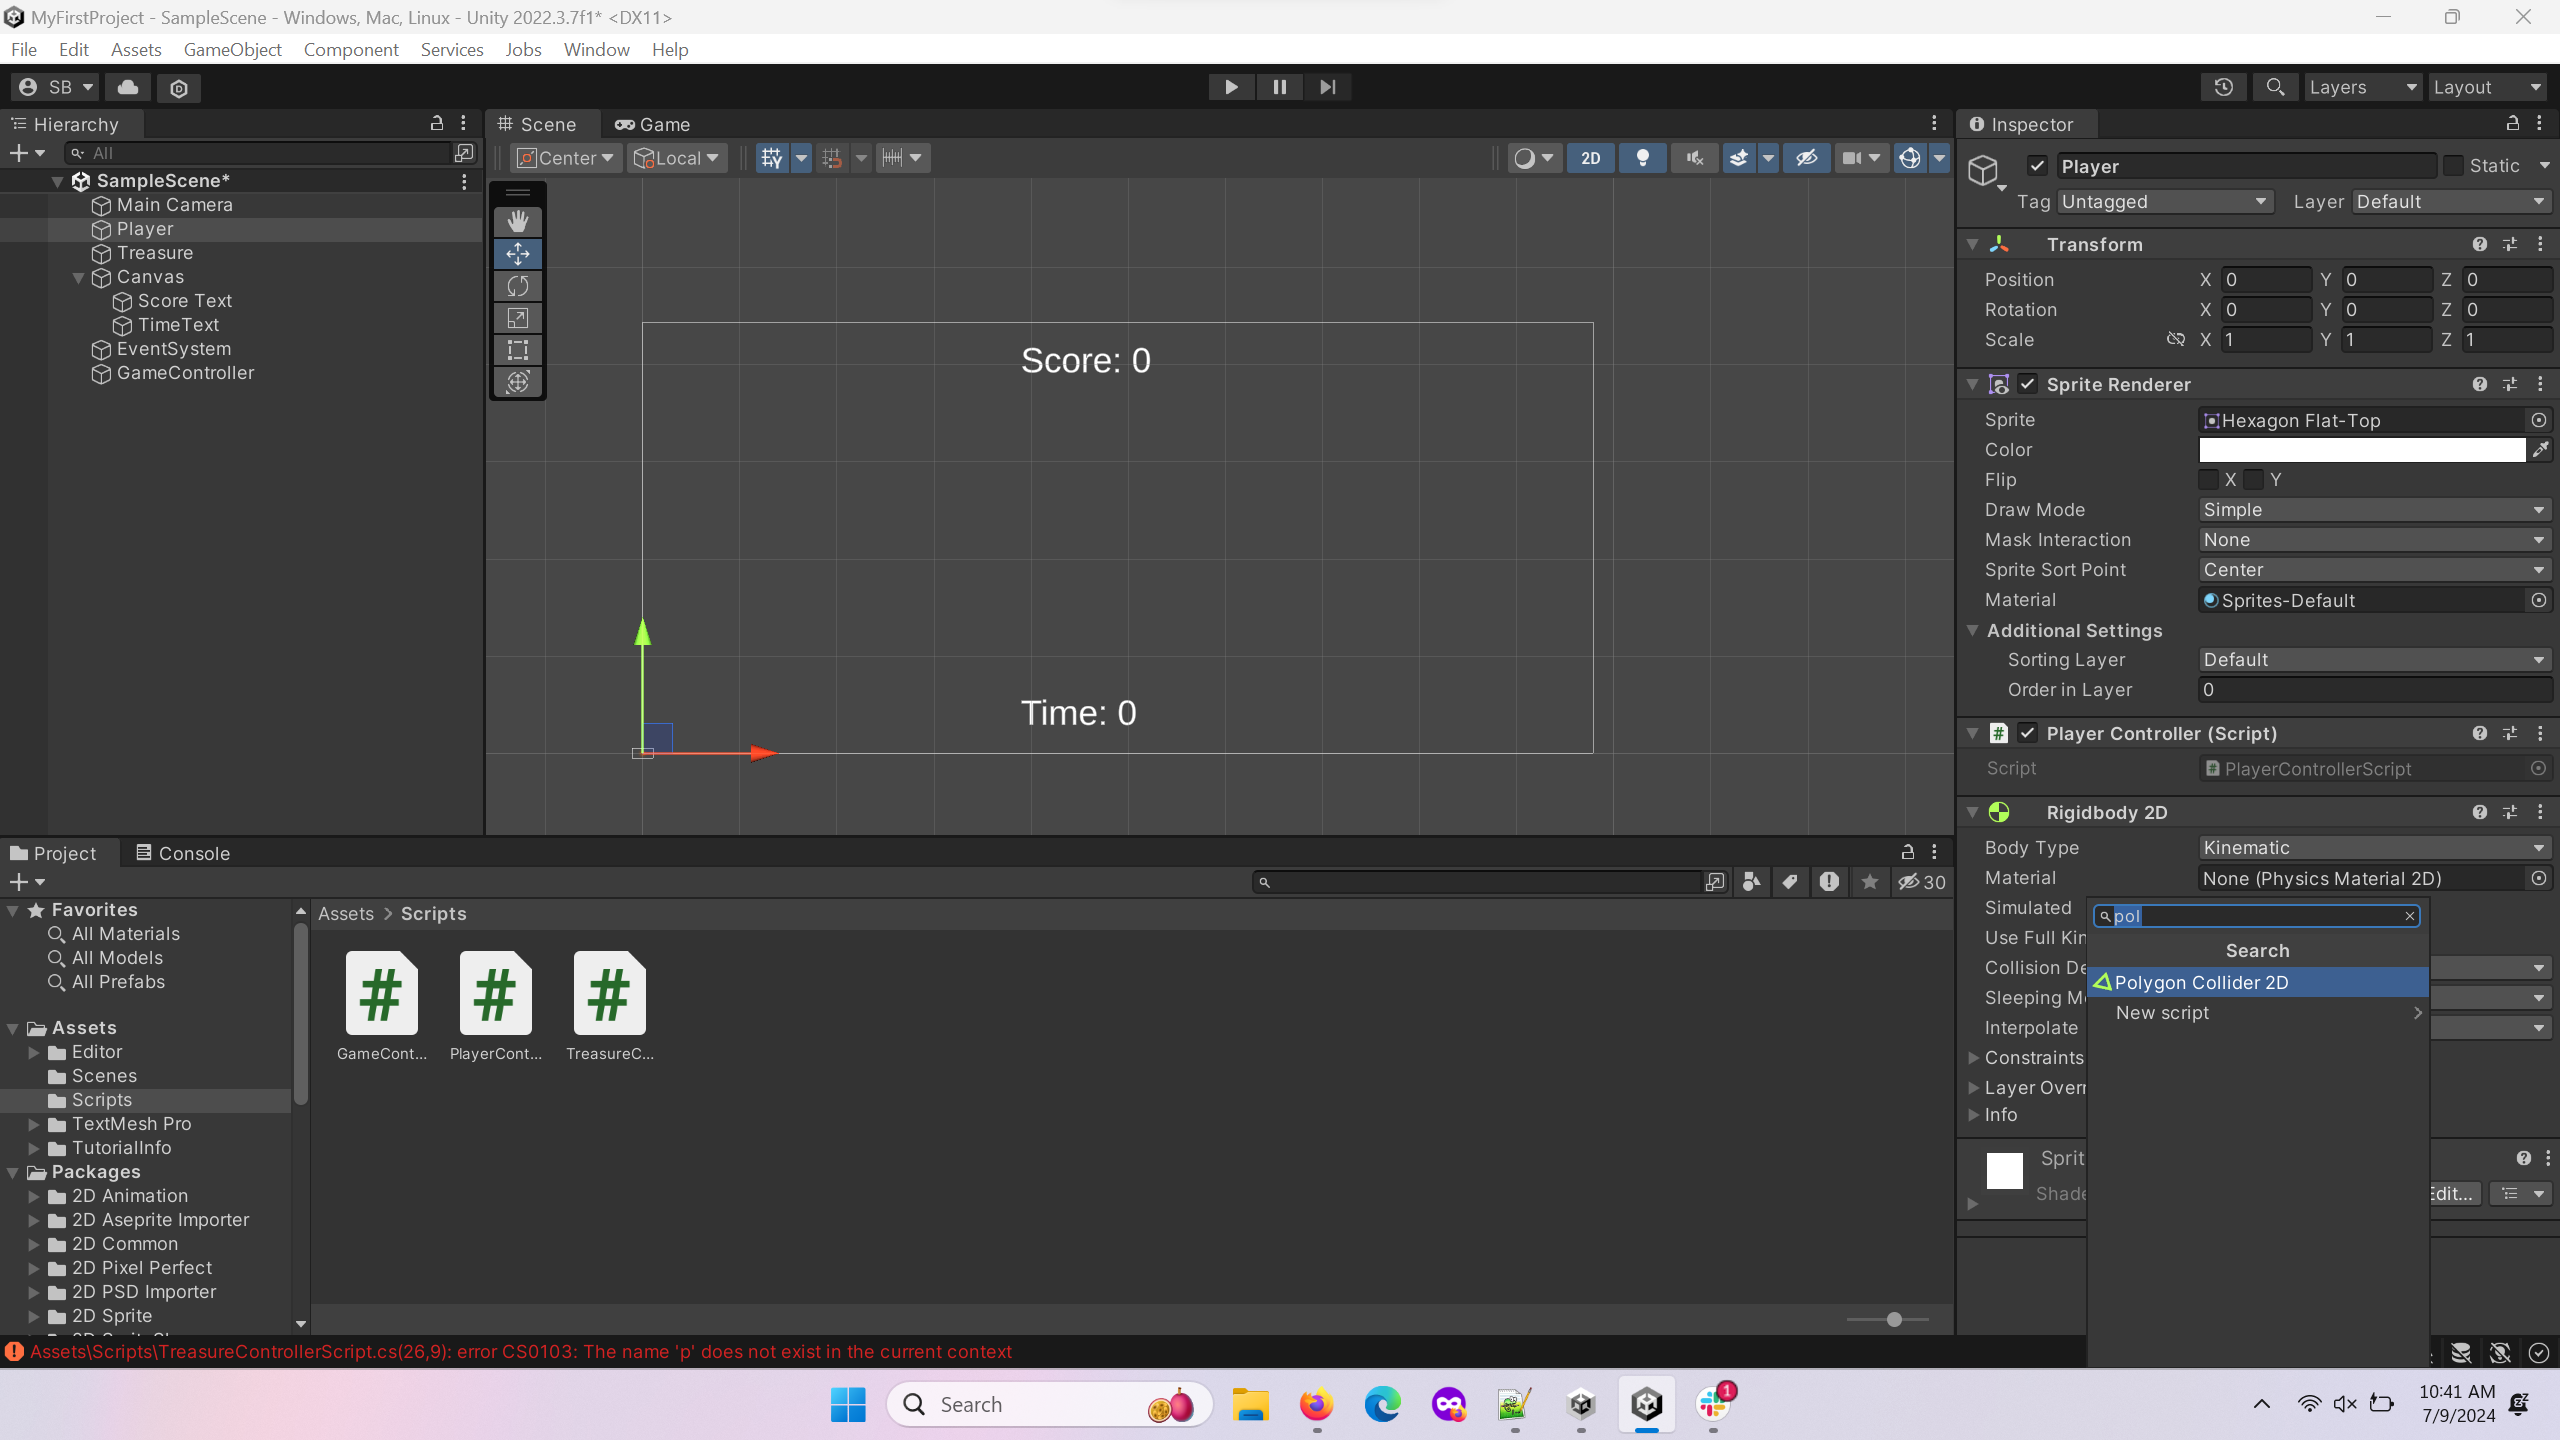 MyFirstProject - SampleScene - Windows, Mac, Linux - Unity 2022.3.7f1* <DX11>
File Edit Assets GameObject Component Services Jobs Window Help
SB
Layers Layout
Hierarchy
All
SampleScene*
Main Camera
Player
Treasure
Canvas
Score Text
TimeText
EventSystem
GameController
Scene Game
Center Local 2D
Score: 0
Time: 0
Inspector
Player Static
Tag Untagged Layer Default
Transform
Position X 0 Y 0 Z 0
Rotation X 0 Y 0 Z 0
Scale X 1 Y 1 Z 1
Sprite Renderer
Sprite Hexagon Flat-Top
Color
Flip X Y
Draw Mode Simple
Mask Interaction None
Sprite Sort Point Center
Material Sprites-Default
Additional Settings
Sorting Layer Default
Order in Layer 0
Player Controller (Script)
Script PlayerControllerScript
Rigidbody 2D
Body Type Kinematic
Material None (Physics Material 2D)
Simulated
Use Full Kin
Collision De
Sleeping M
Interpolate
Constraints
Layer Overr
Info
Sprit
Shade
Edit...
pol
Search
Polygon Collider 2D
New script
Project Console
30
Favorites
All Materials
All Models
All Prefabs
Assets
Editor
Scenes
Scripts
TextMesh Pro
TutorialInfo
Packages
2D Animation
2D Aseprite Importer
2D Common
2D Pixel Perfect
2D PSD Importer
2D Sprite
Assets > Scripts
# # #
GameCont... PlayerCont... TreasureC...
Assets\Scripts\TreasureControllerScript.cs(26,9): error CS0103: The name 'p' does not exist in the current context
Search
1
10:41 AM
7/9/2024